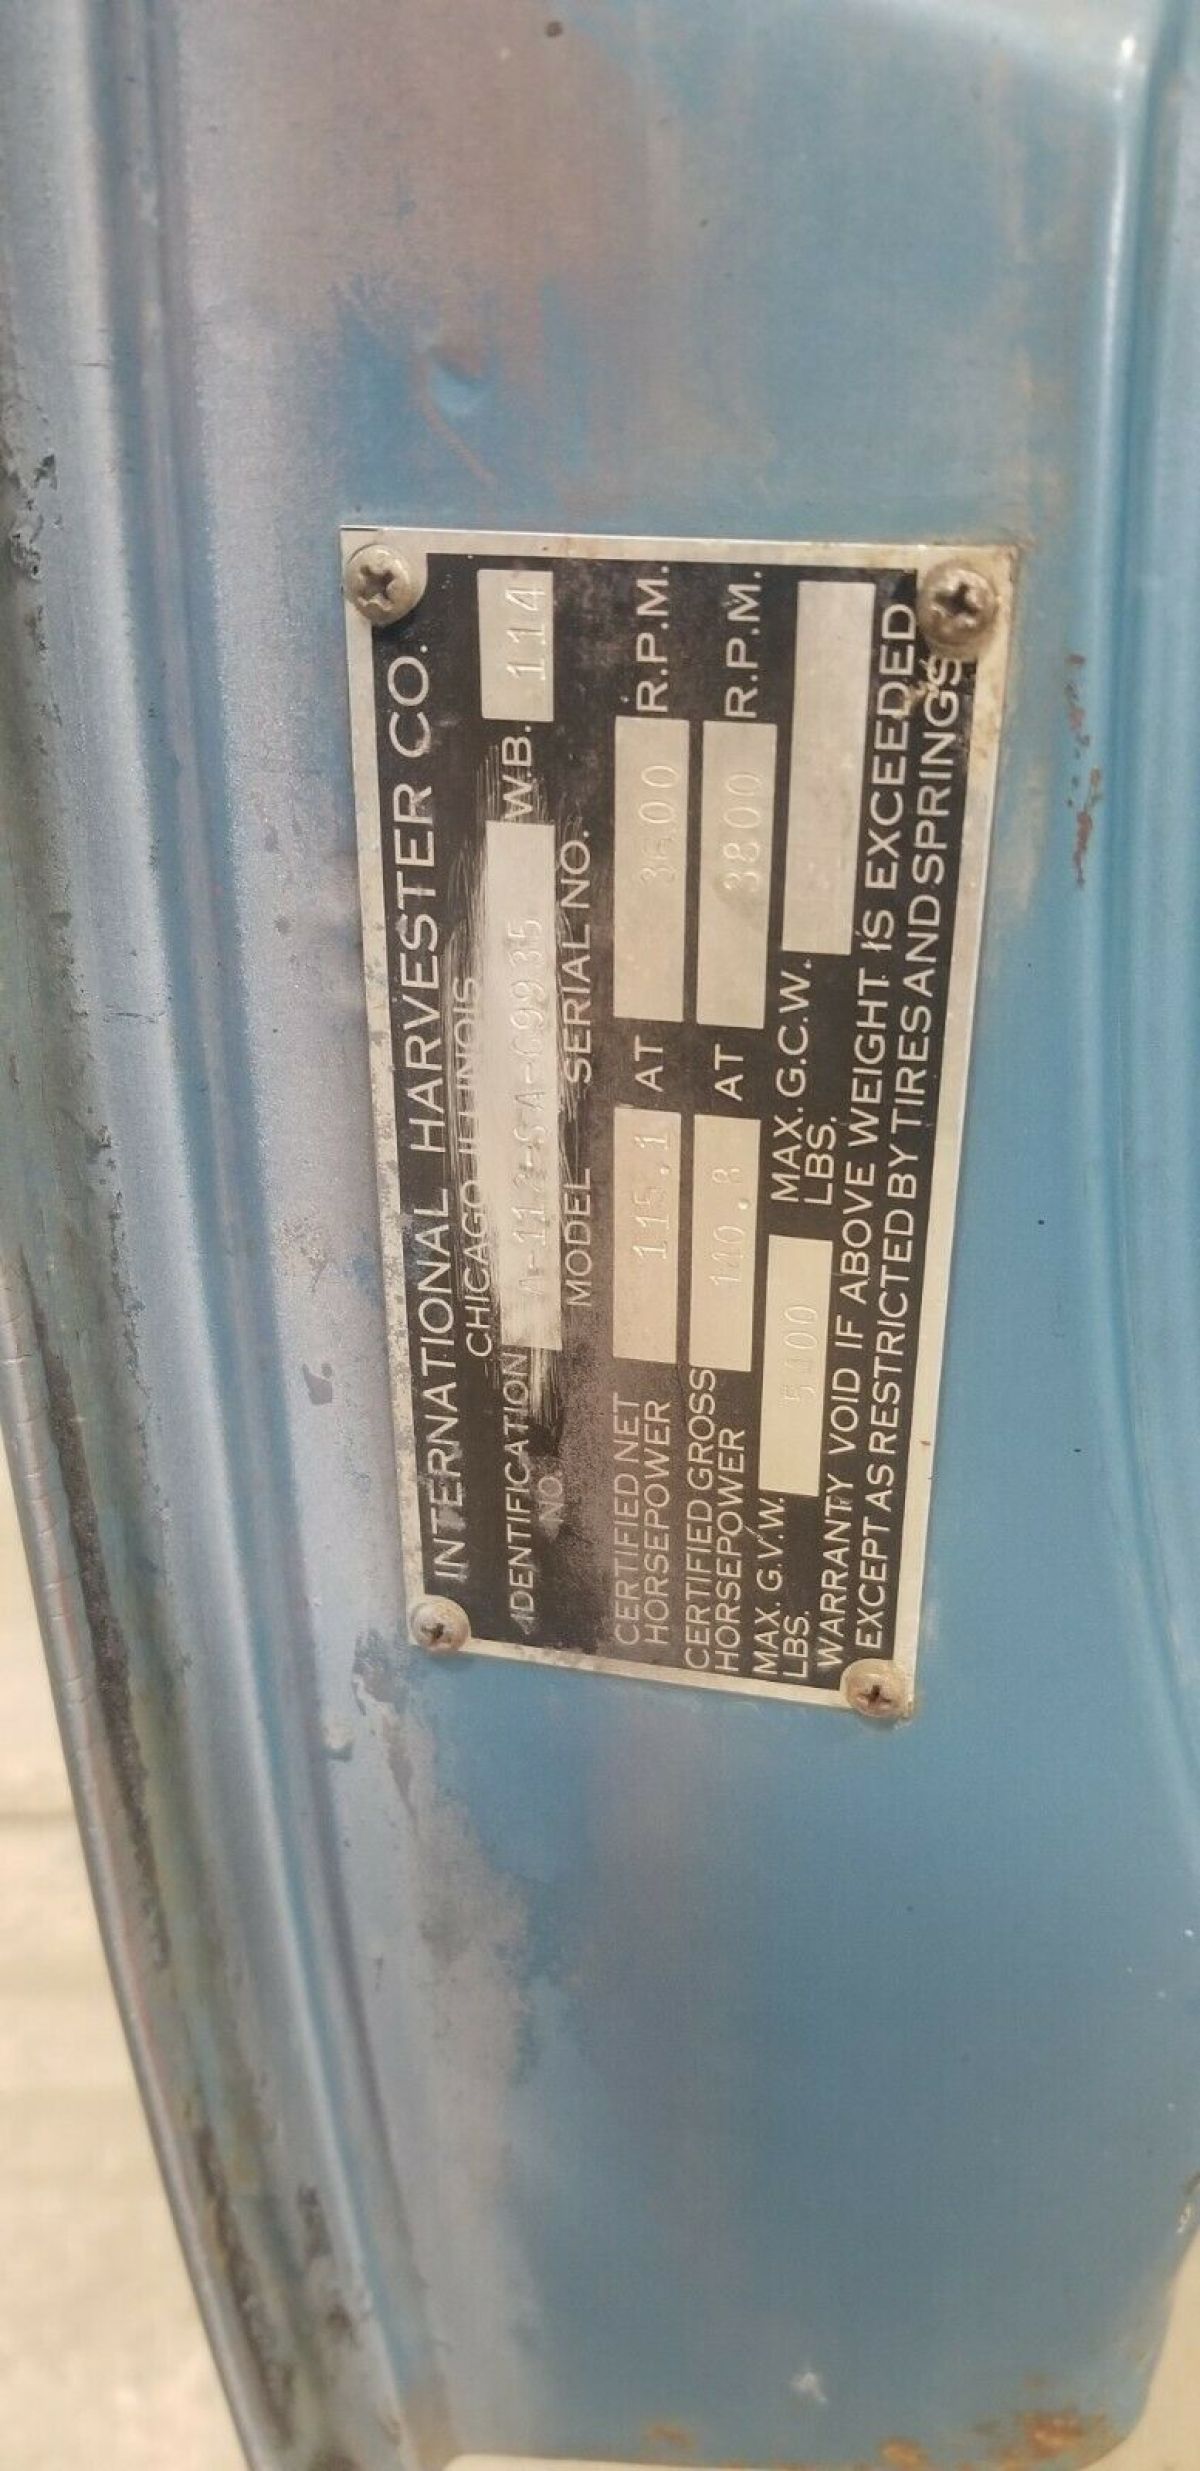 INTERNATIONAL HARVESTER CO.
CHICAGO ILLINOIS
IDENTIFICATION NO. W.B. 114
MODEL SERIAL NO.
CERTIFIED NET HORSEPOWER 115.1 AT R.P.M.
CERTIFIED GROSS HORSEPOWER 140.8 AT 3800 R.P.M.
MAX. G.V.W. LBS. MAX. G.C.W. LBS.
WARRANTY VOID IF ABOVE WEIGHT IS EXCEEDED
EXCEPT AS RESTRICTED BY TIRES AND SPRINGS